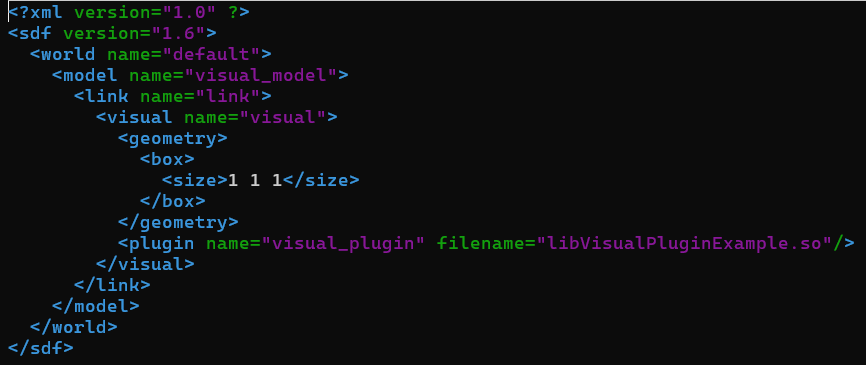 <?xml version="1.0" ?>
<sdf version="1.6">
  <world name="default">
    <model name="visual_model">
      <link name="link">
        <visual name="visual">
          <geometry>
            <box>
              <size>1 1 1</size>
            </box>
          </geometry>
          <plugin name="visual_plugin" filename="libVisualPluginExample.so"/>
        </visual>
      </link>
    </model>
  </world>
</sdf>